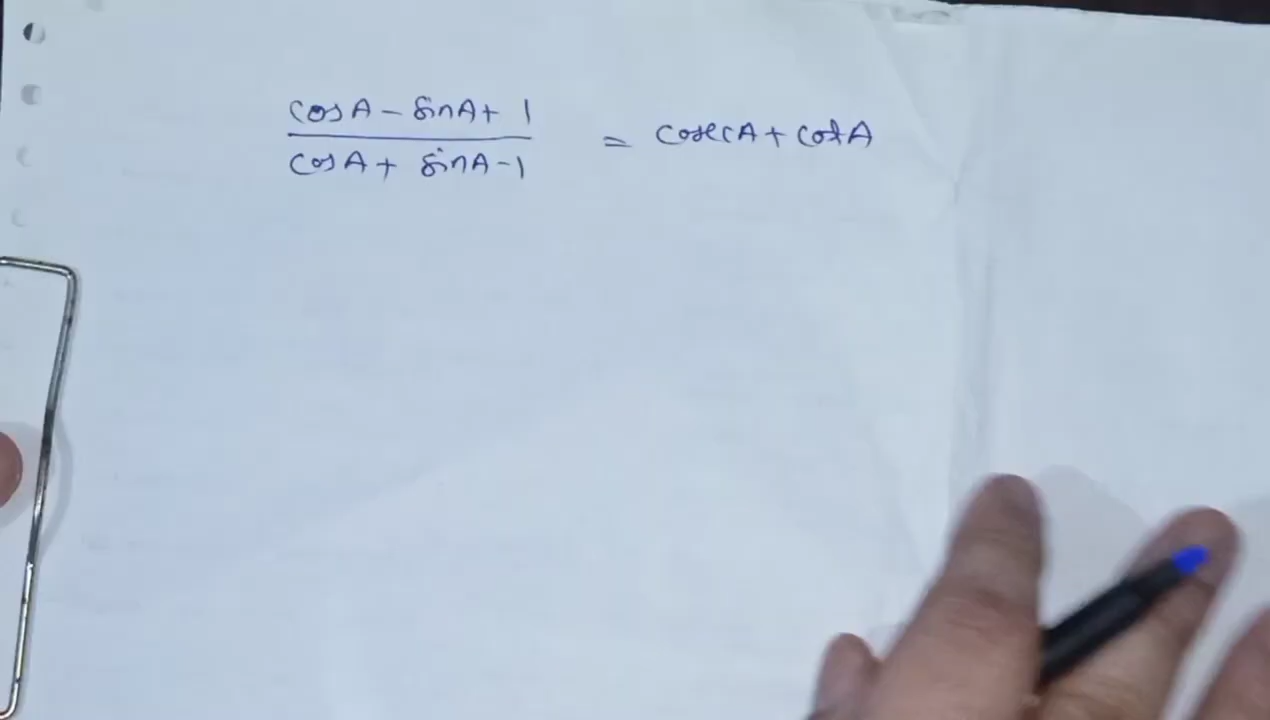 cosA - sinA + 1
cosA + sinA - 1 = cosecA + cotA